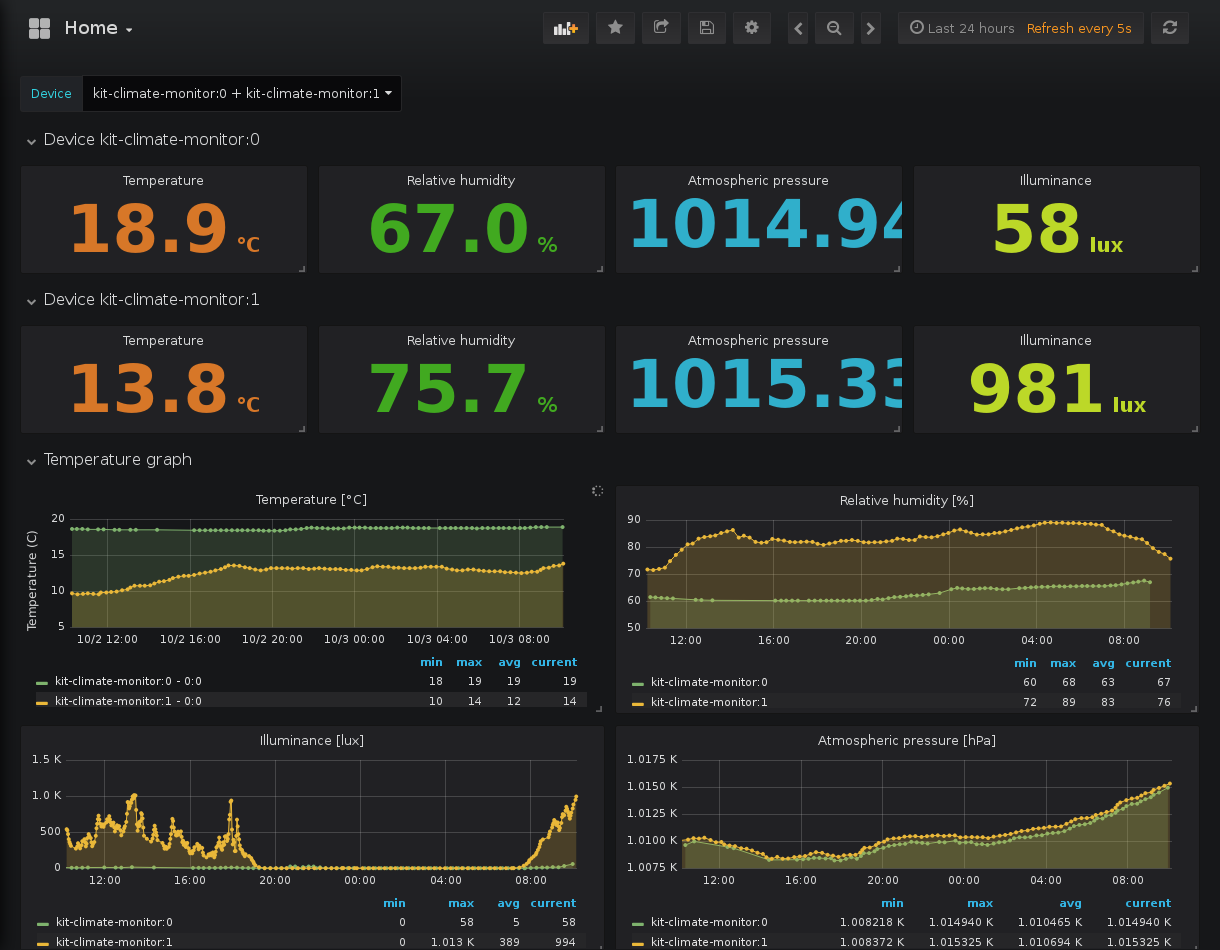 Home
Last 24 hours Refresh every 5s
Device kit-climate-monitor:0 + kit-climate-monitor:1
Device kit-climate-monitor:0
Temperature Relative humidity Atmospheric pressure Illuminance
18.9 °C 67.0 % 1014.94 58 lux
Device kit-climate-monitor:1
Temperature Relative humidity Atmospheric pressure Illuminance
13.8 °C 75.7 % 1015.33 981 lux
Temperature graph
Temperature [°C]
Temperature (C)
20
15
10
5
10/2 12:00 10/2 16:00 10/2 20:00 10/3 00:00 10/3 04:00 10/3 08:00
min max avg current
kit-climate-monitor:0 - 0:0 18 19 19 19
kit-climate-monitor:1 - 0:0 10 14 12 14
Relative humidity [%]
90
80
70
60
50
12:00 16:00 20:00 00:00 04:00 08:00
min max avg current
kit-climate-monitor:0 60 68 63 67
kit-climate-monitor:1 72 89 83 76
Illuminance [lux]
1.5 K
1.0 K
500
0
12:00 16:00 20:00 00:00 04:00 08:00
min max avg current
kit-climate-monitor:0 0 58 5 58
kit-climate-monitor:1 0 1.013 K 389 994
Atmospheric pressure [hPa]
1.0175 K
1.0150 K
1.0125 K
1.0100 K
1.0075 K
12:00 16:00 20:00 00:00 04:00 08:00
min max avg current
kit-climate-monitor:0 1.008218 K 1.014940 K 1.010465 K 1.014940 K
kit-climate-monitor:1 1.008372 K 1.015325 K 1.010694 K 1.015325 K